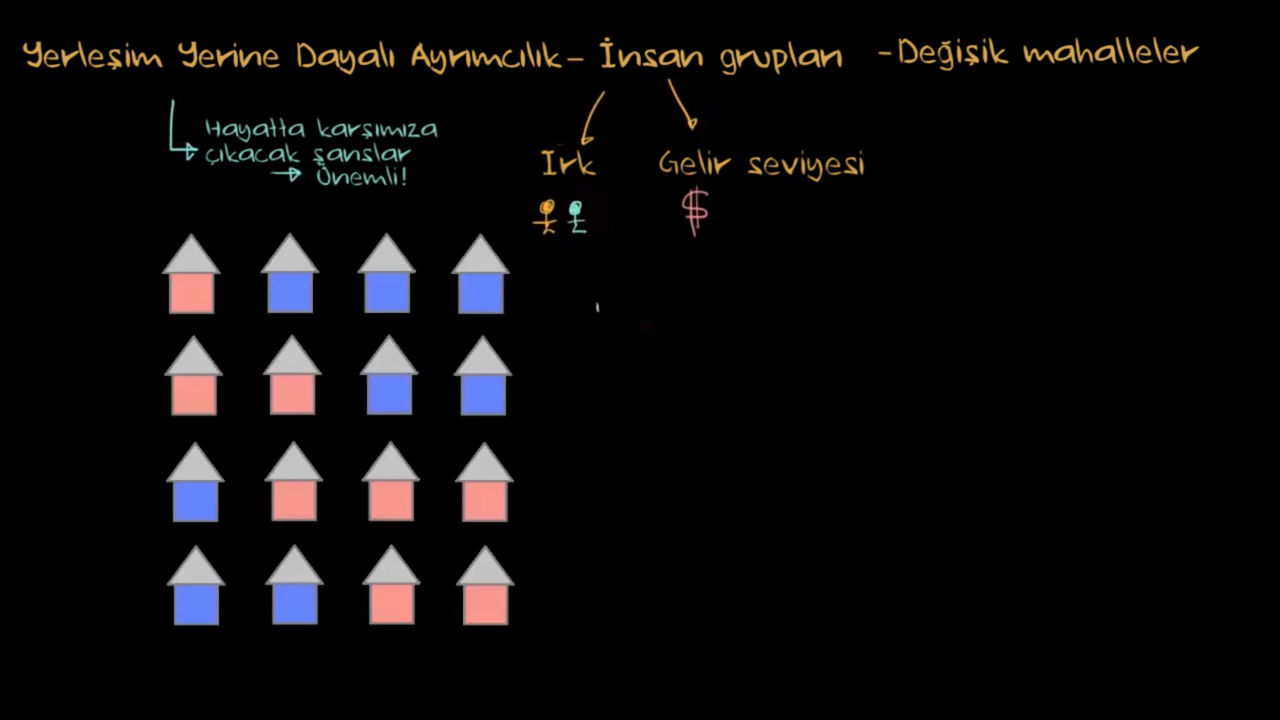 Yerleşim Yerine Dayalı Ayrımcılık - İnsan grupları - Değişik mahalleler
Hayatta karşımıza
çıkacak şanslar
→ Önemli!
Irk Gelir seviyesi
$